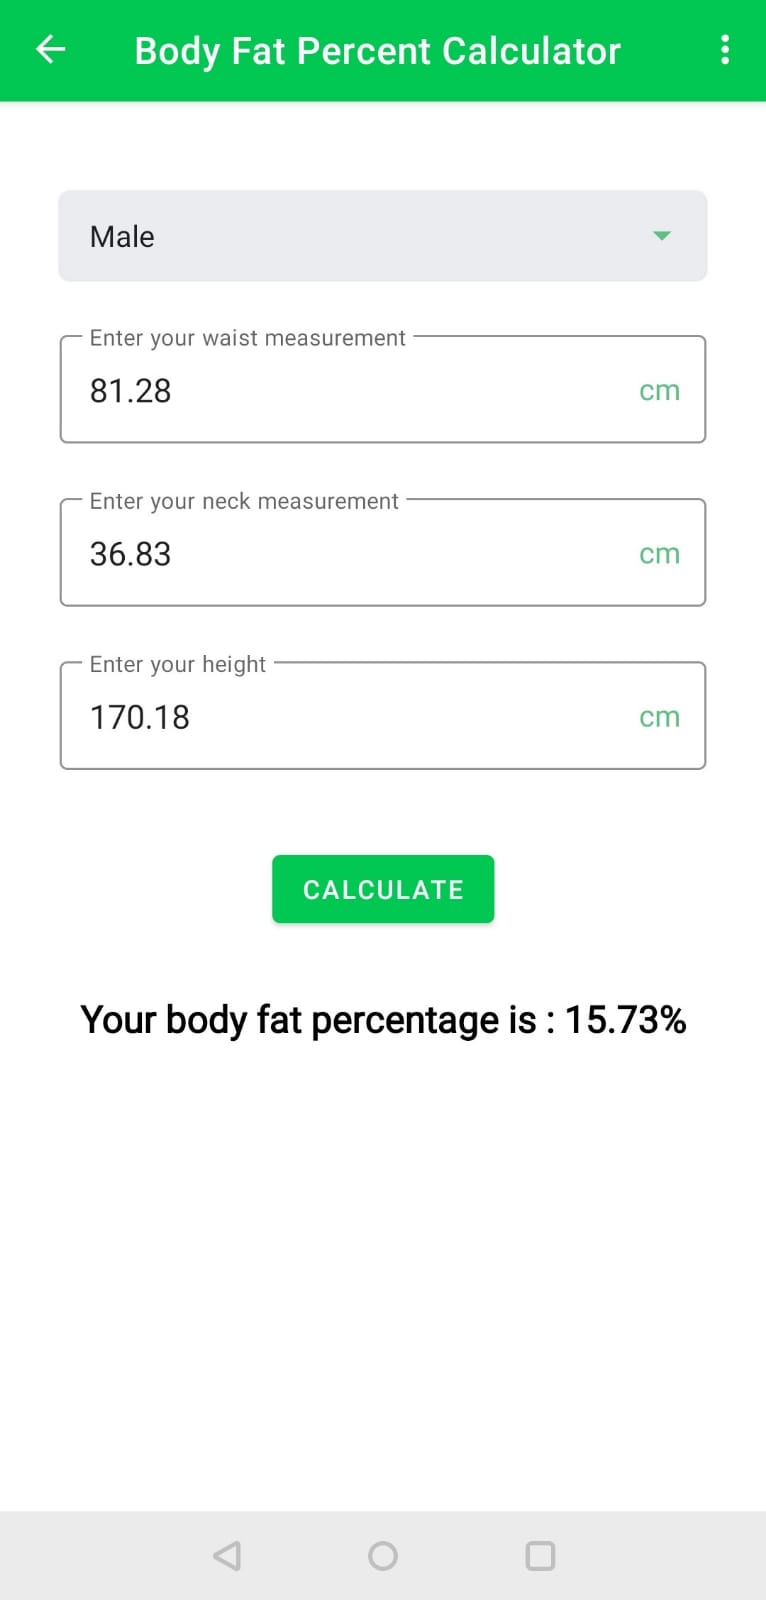 Body Fat Percent Calculator
Male
Enter your waist measurement
81.28 cm
Enter your neck measurement
36.83 cm
Enter your height
170.18 cm
CALCULATE
Your body fat percentage is : 15.73%